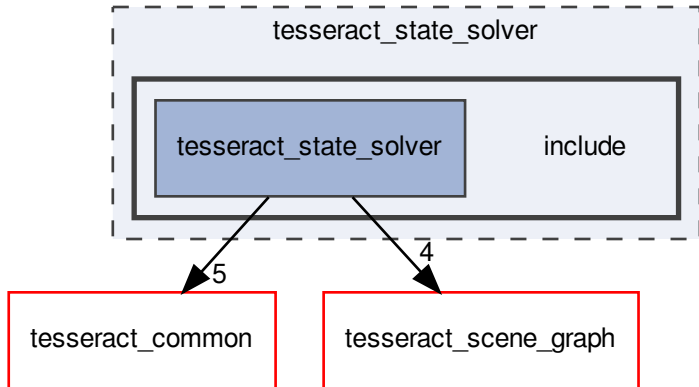 tesseract_state_solver
tesseract_state_solver
include
5
4
tesseract_common
tesseract_scene_graph